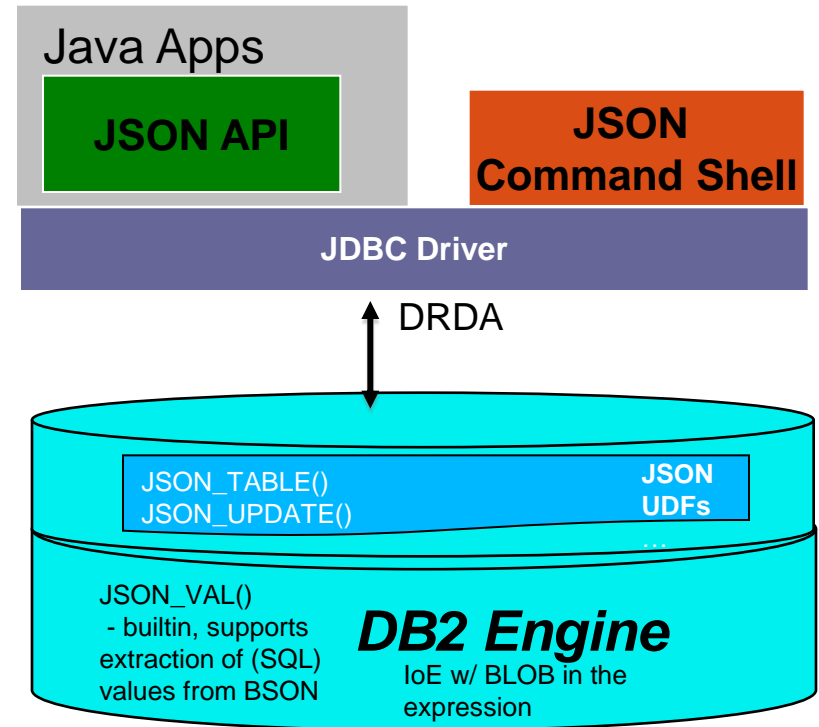 Java Apps
JSON API
JSON
Command Shell
JDBC Driver
DRDA
JSON_TABLE()
JSON_UPDATE()
JSON
UDFs
…
JSON_VAL()
- builtin, supports
extraction of (SQL)
values from BSON
DB2 Engine
IoE w/ BLOB in the
expression